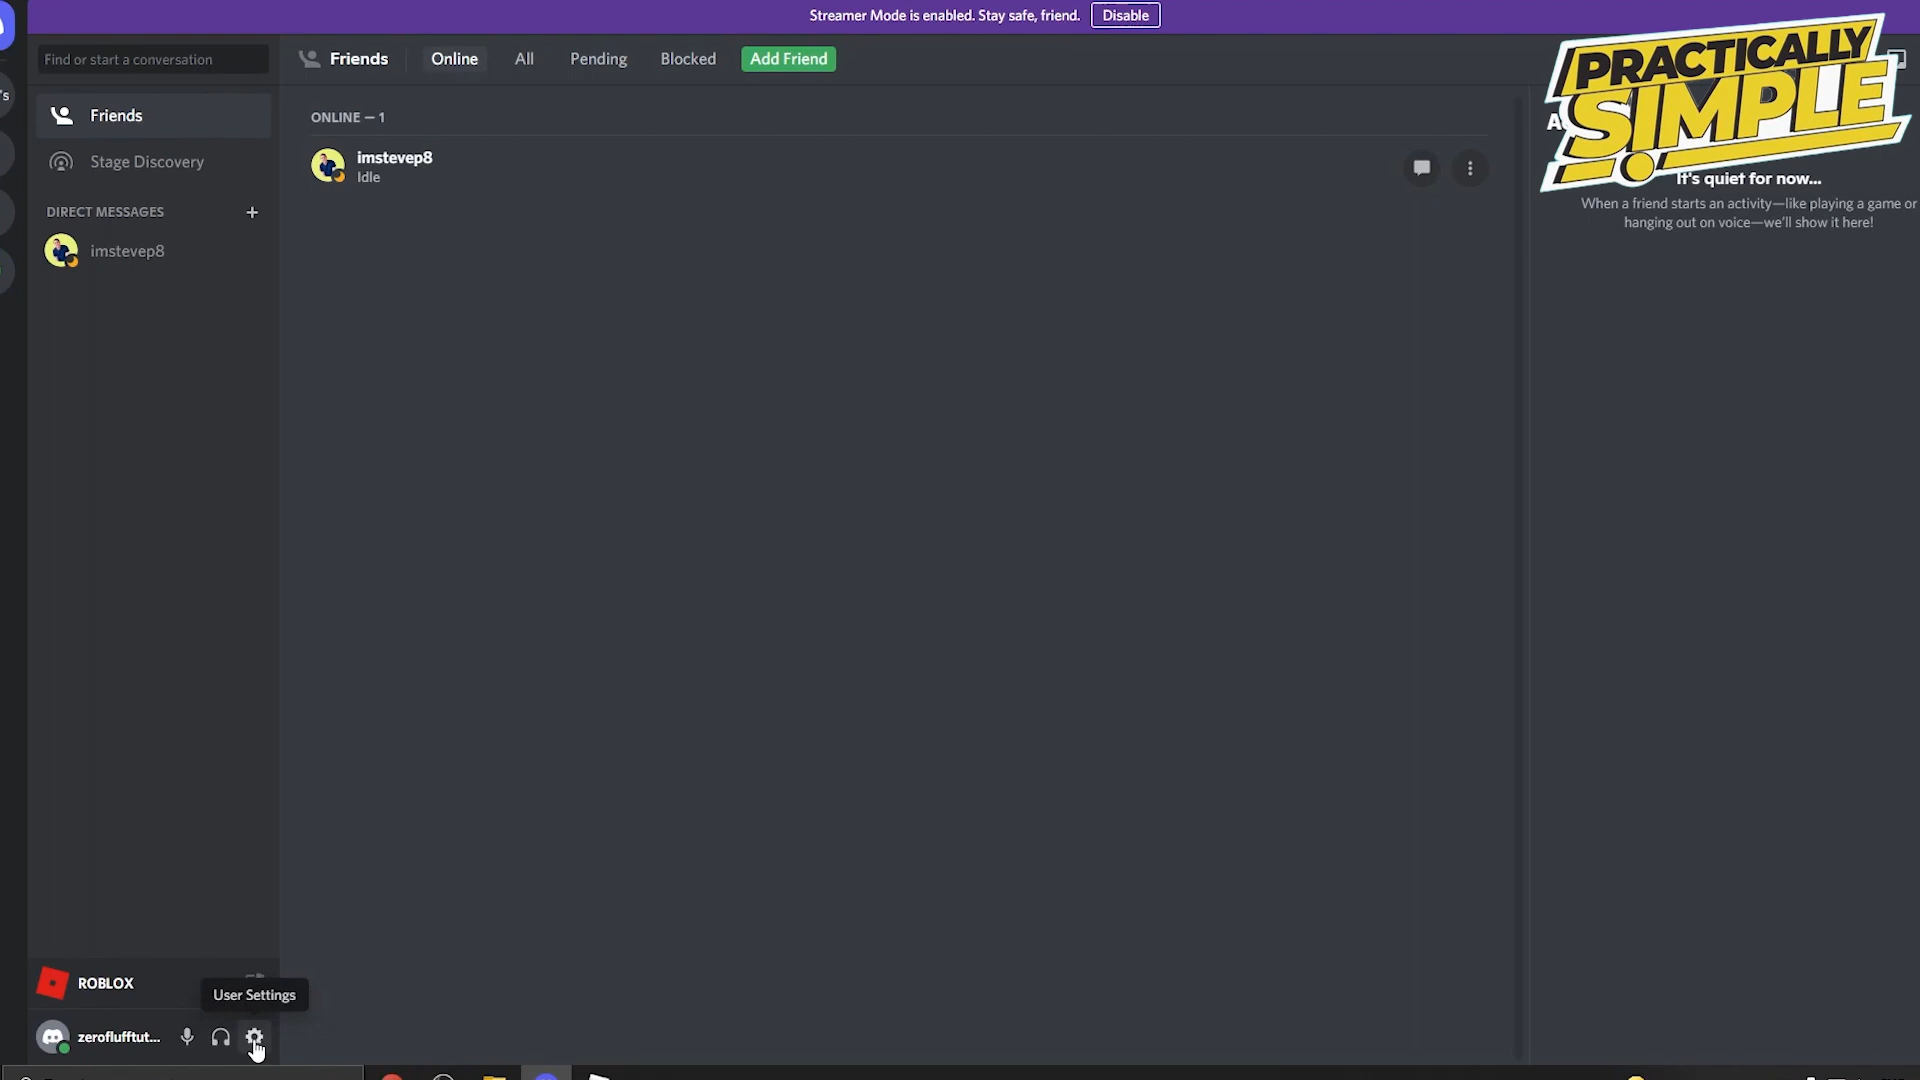 Streamer Mode is enabled. Stay safe, friend.
Disable
Find or start a conversation
Friends
Online
All
Pending
Blocked
Add Friend
PRACTICALLY
SIMPLE
's
Friends
Stage Discovery
DIRECT MESSAGES
imstevep8
ONLINE — 1
imstevep8
Idle
It's quiet for now...
When a friend starts an activity—like playing a game or
hanging out on voice—we'll show it here!
ROBLOX
User Settings
zeroflufftut...